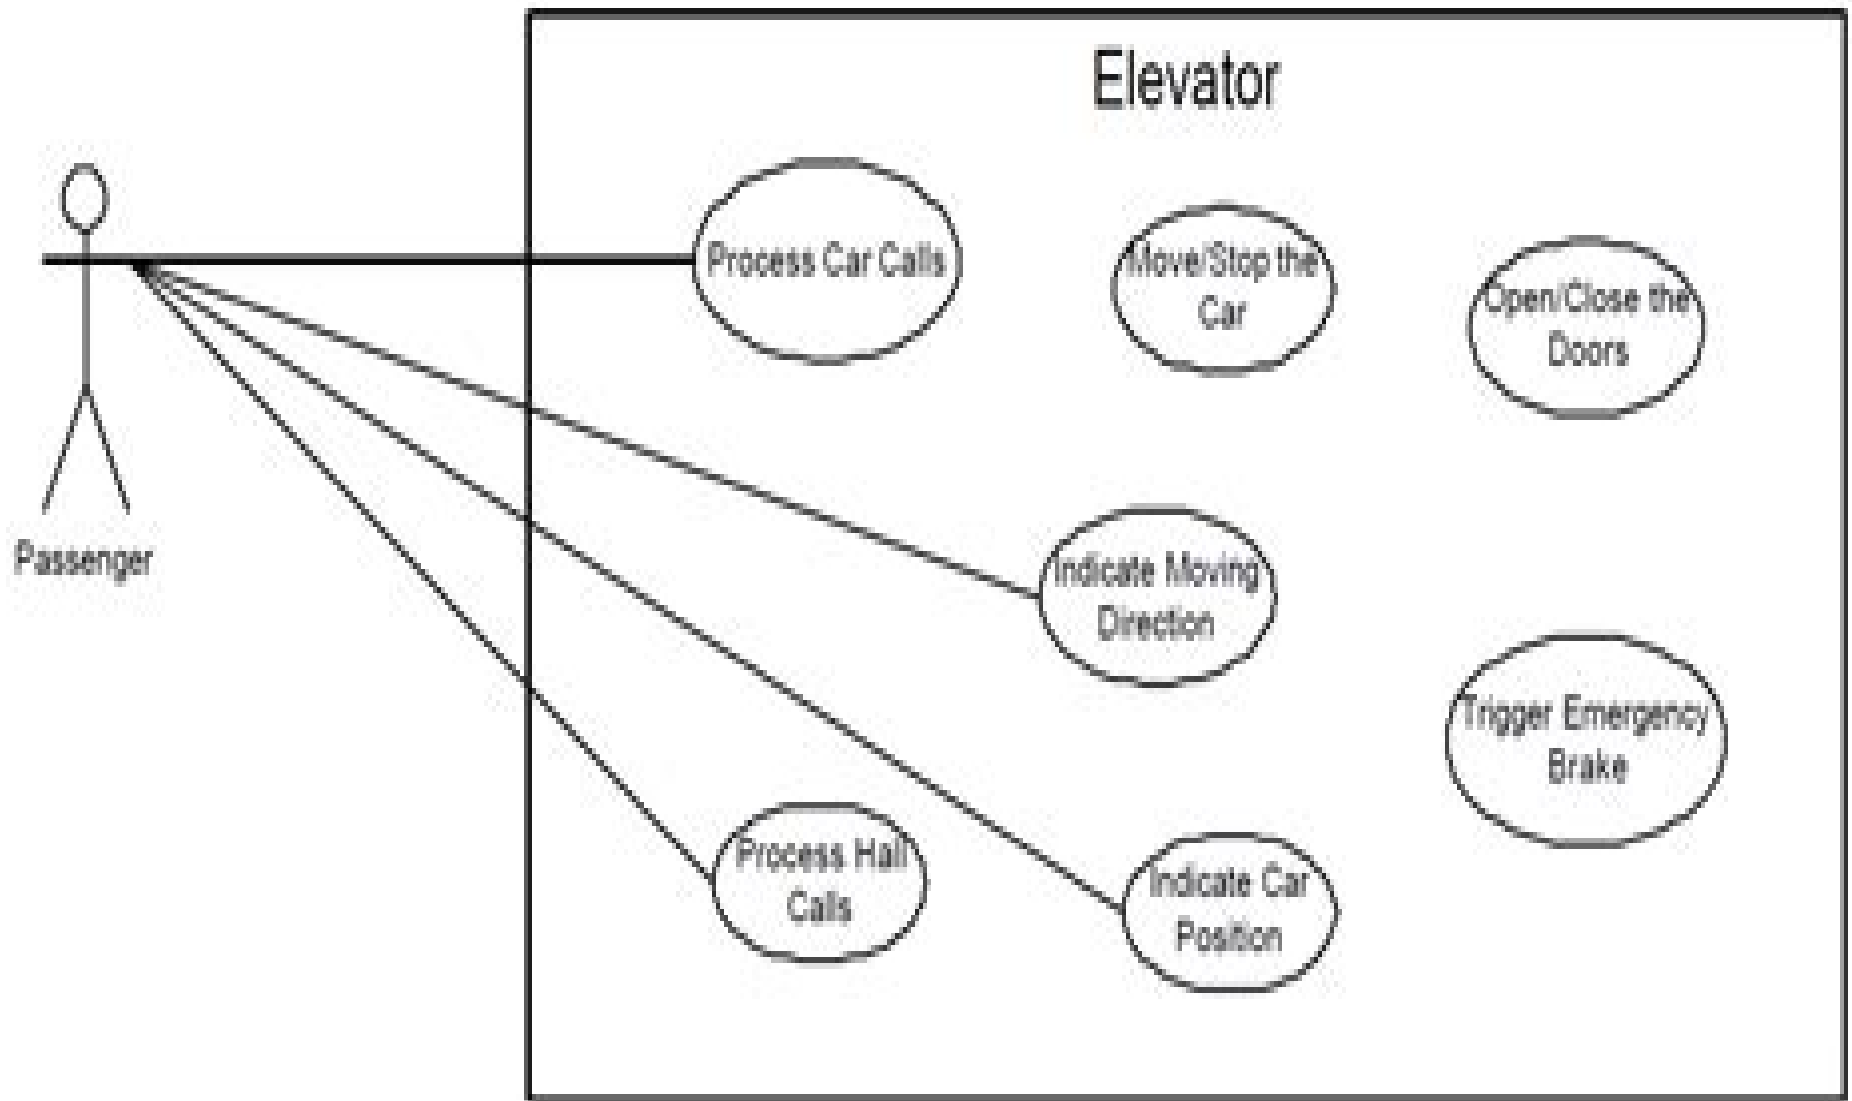 Elevator
Process Car Calls
Move/Stop the
Car
Open/Close the
Doors
Passenger
Indicate Moving
Direction
Trigger Emergency
Brake
Process Hall
Calls
Indicate Car
Position